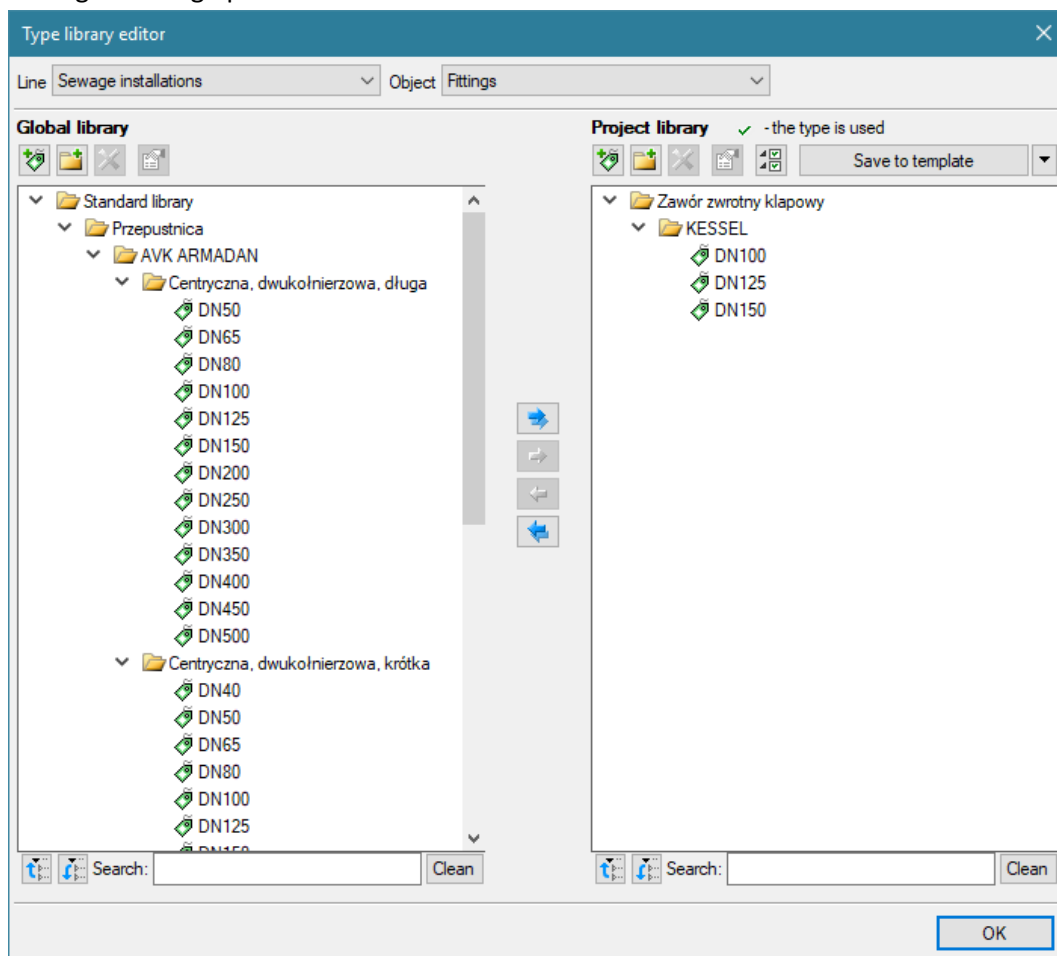 Type library editor
Line Sewage installations Object Fittings
Global library
Standard library
Przepustnica
AVK ARMADAN
Centryczna, dwukołnierzowa, długa
DN50
DN65
DN80
DN100
DN125
DN150
DN200
DN250
DN300
DN350
DN400
DN450
DN500
Centryczna, dwukołnierzowa, krótka
DN40
DN50
DN65
DN80
DN100
DN125
DN150
Search: Clean
Project library - the type is used
Save to template
Zawór zwrotny klapowy
KESSEL
DN100
DN125
DN150
Search: Clean
OK